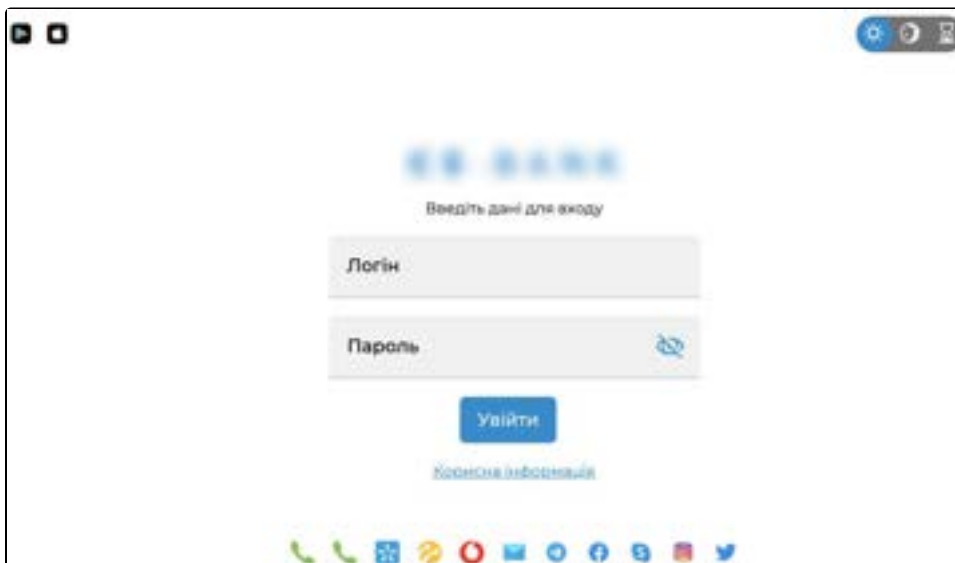 Введіть дані для входу
Логін
Пароль
Увійти
Корисна інформація